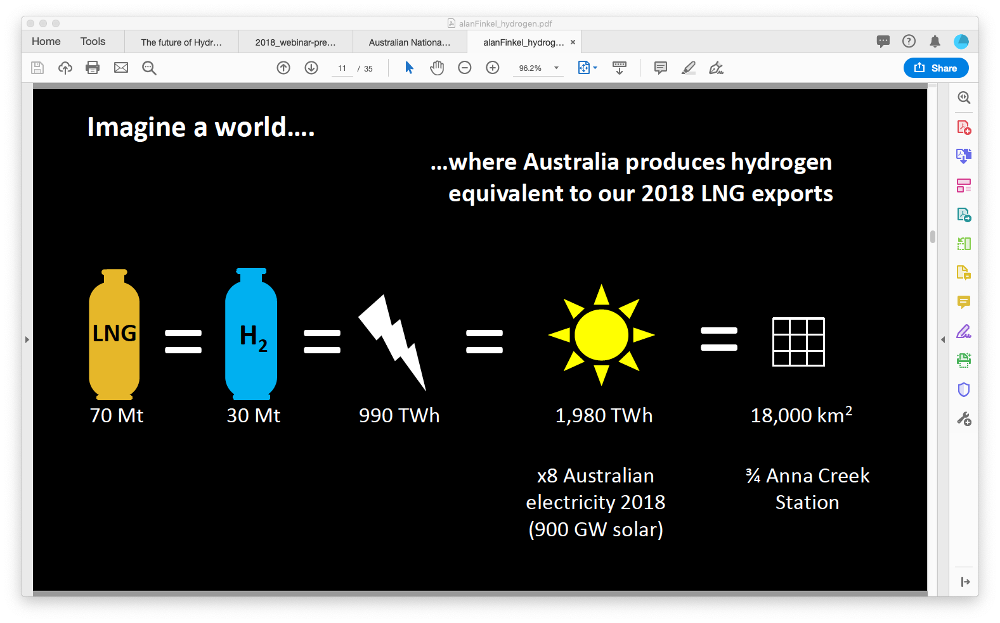 alanFinkel_hydrogen.pdf
Home Tools The future of Hydr... 2018_webinar-pre... Australian Nationa... alanFinkel_hydrog... ×
11 / 35 96.2% Share
Imagine a world....
...where Australia produces hydrogen
equivalent to our 2018 LNG exports
LNG = H2 = = =
70 Mt 30 Mt 990 TWh 1,980 TWh 18,000 km²
x8 Australian
electricity 2018
(900 GW solar)
¾ Anna Creek
Station